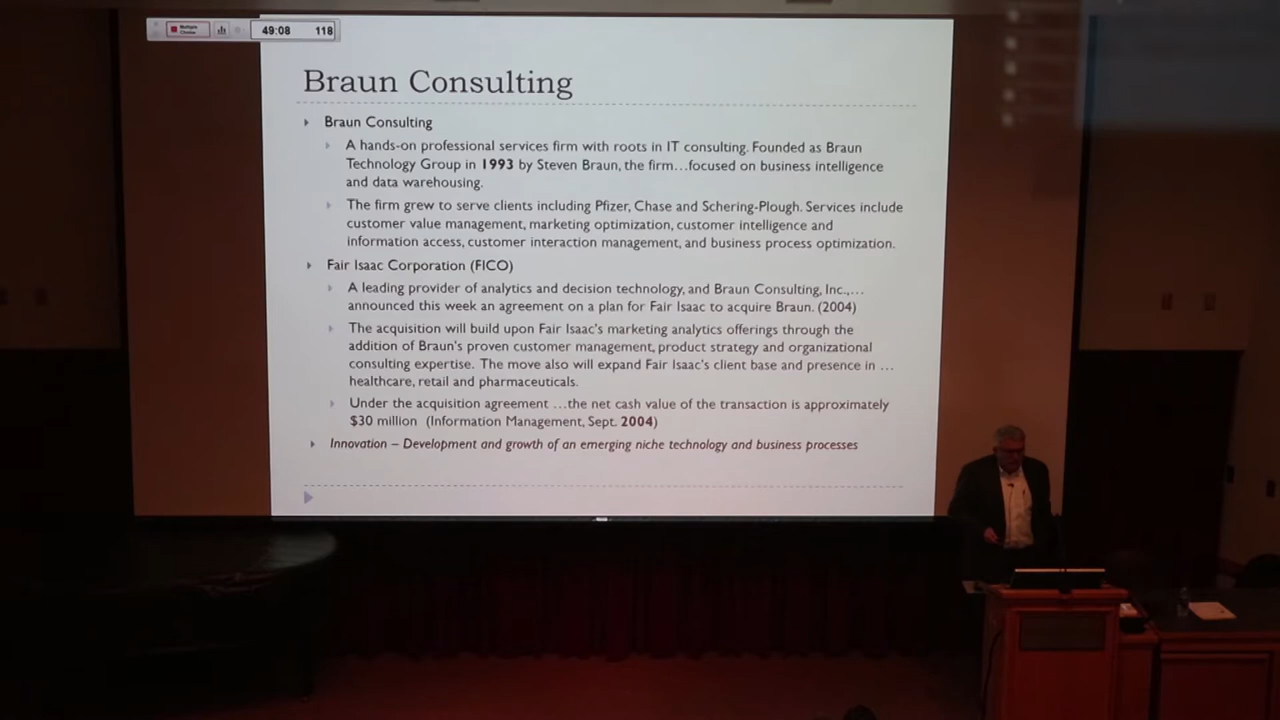 Multiple
Choice
49:08 118
Braun Consulting
Braun Consulting
A hands-on professional services firm with roots in IT consulting. Founded as Braun
Technology Group in 1993 by Steven Braun, the firm…focused on business intelligence
and data warehousing.
The firm grew to serve clients including Pfizer, Chase and Schering-Plough. Services include
customer value management, marketing optimization, customer intelligence and
information access, customer interaction management, and business process optimization.
Fair Isaac Corporation (FICO)
A leading provider of analytics and decision technology, and Braun Consulting, Inc.,…
announced this week an agreement on a plan for Fair Isaac to acquire Braun. (2004)
The acquisition will build upon Fair Isaac's marketing analytics offerings through the
addition of Braun's proven customer management, product strategy and organizational
consulting expertise. The move also will expand Fair Isaac's client base and presence in …
healthcare, retail and pharmaceuticals.
Under the acquisition agreement …the net cash value of the transaction is approximately
$30 million (Information Management, Sept. 2004)
Innovation – Development and growth of an emerging niche technology and business processes